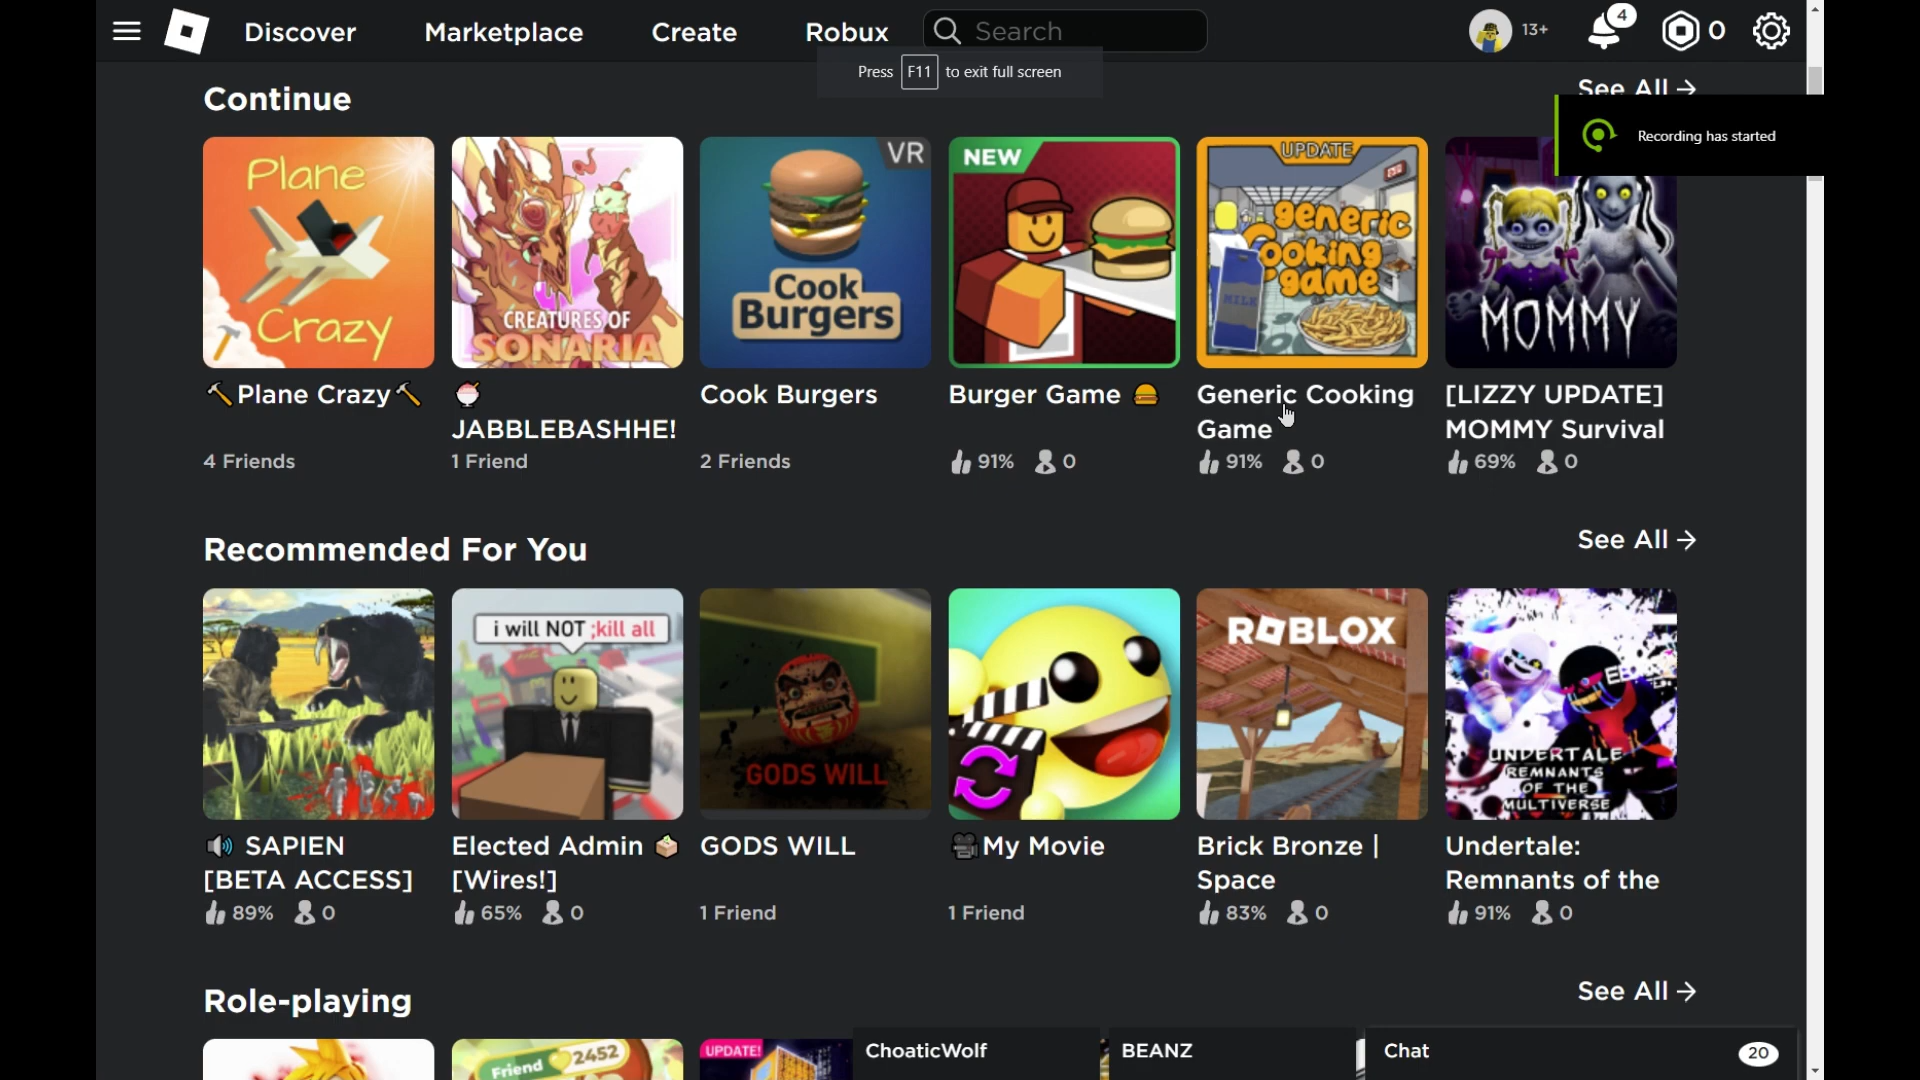 Discover Marketplace Create Robux Search 13+ 4 0
Press F11 to exit full screen
Continue See All →
Recording has started
Plane Crazy
CREATURES OF SONARIA
VR
Cook Burgers
NEW
UPDATE
generic Cooking game
MILK
MOMMY
🔨Plane Crazy🔨
4 Friends
🍧 JABBLEBASHHE!
1 Friend
Cook Burgers
2 Friends
Burger Game 🍔
91% 0
Generic Cooking
Game
91% 0
[LIZZY UPDATE]
MOMMY Survival
69% 0
Recommended For You See All →
i will NOT ;kill all
GODS WILL
ROBLOX
UNDERTALE
REMNANTS
OF THE
MULTIVERSE
🔊 SAPIEN
[BETA ACCESS]
89% 0
Elected Admin
[Wires!]
65% 0
GODS WILL
1 Friend
🎥My Movie
1 Friend
Brick Bronze |
Space
83% 0
Undertale:
Remnants of the
91% 0
Role-playing See All →
Friend 2452
UPDATE!
ChoaticWolf
BEANZ
Chat 20